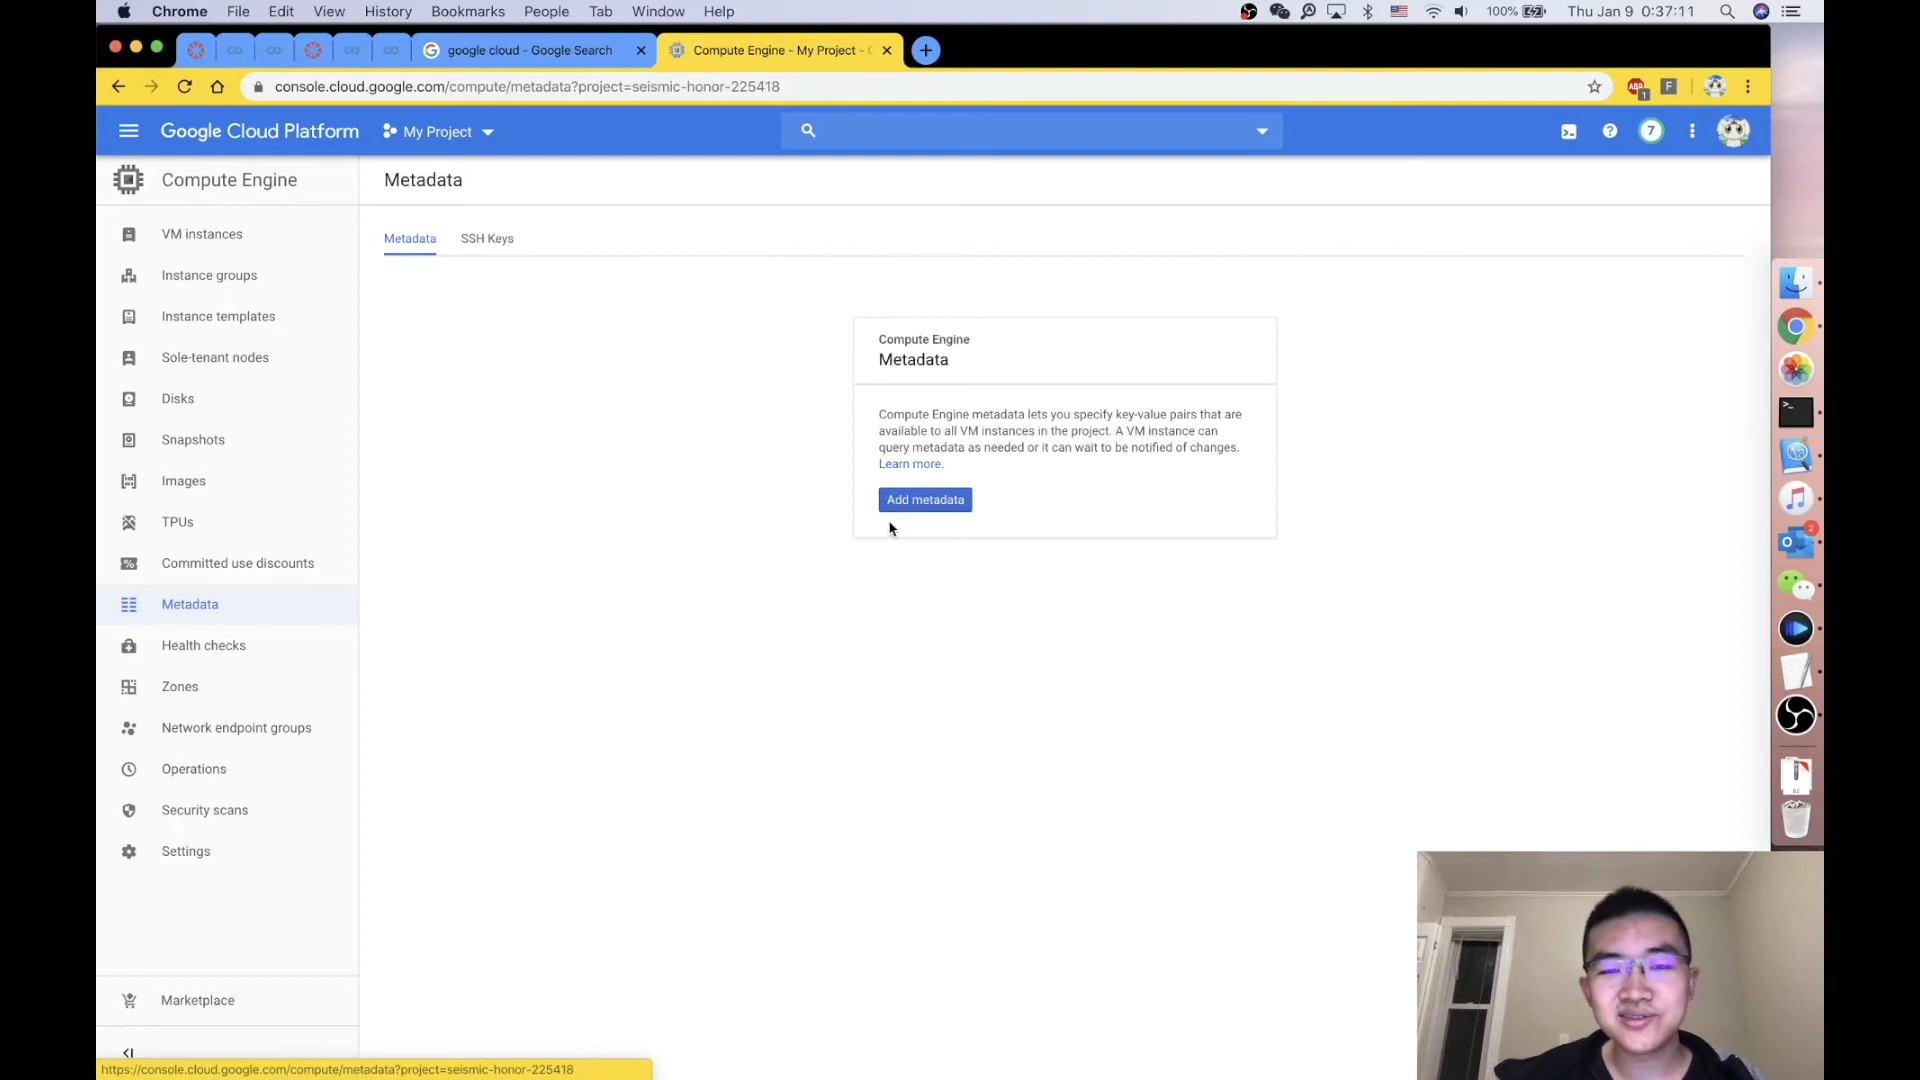 Chrome File Edit View History Bookmarks People Tab Window Help 100% Thu Jan 9 0:37:11
google cloud - Google Search
Compute Engine - My Project -
console.cloud.google.com/compute/metadata?project=seismic-honor-225418
ABP 1 F
Google Cloud Platform My Project 7
Compute Engine
VM instances
Instance groups
Instance templates
Sole-tenant nodes
Disks
Snapshots
Images
TPUs
Committed use discounts
Metadata
Health checks
Zones
Network endpoint groups
Operations
Security scans
Settings
Marketplace
Metadata
Metadata SSH Keys
Compute Engine
Metadata
Compute Engine metadata lets you specify key-value pairs that are
available to all VM instances in the project. A VM instance can
query metadata as needed or it can wait to be notified of changes.
Learn more.
Add metadata
2
https://console.cloud.google.com/compute/metadata?project=seismic-honor-225418